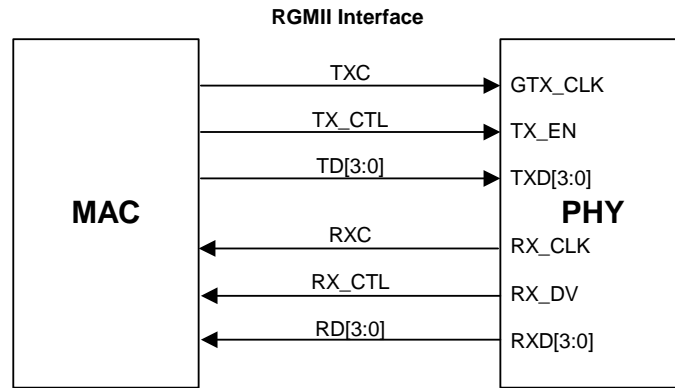 RGMII Interface
TXC
GTX_CLK
TX_CTL
TX_EN
TD[3:0]
TXD[3:0]
MAC
PHY
RXC
RX_CLK
RX_CTL
RX_DV
RD[3:0]
RXD[3:0]